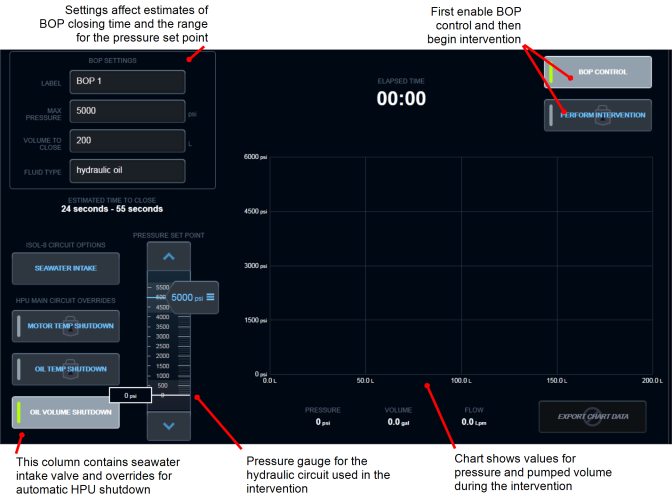 Settings affect estimates of
BOP closing time and the range
for the pressure set point
First enable BOP
control and then
begin intervention
BOP SETTINGS
LABEL
BOP 1
MAX
PRESSURE
5000
psi
VOLUME TO
CLOSE
200
L
FLUID TYPE
hydraulic oil
ELAPSED TIME
00:00
BOP CONTROL
PERFORM INTERVENTION
ESTIMATED TIME TO CLOSE
24 seconds - 55 seconds
ISOL-8 CIRCUIT OPTIONS
SEAWATER INTAKE
HPU MAIN CIRCUIT OVERRIDES
MOTOR TEMP SHUTDOWN
OIL TEMP SHUTDOWN
OIL VOLUME SHUTDOWN
PRESSURE SET POINT
5500
5000
4500
4000
3500
3000
2500
2000
1500
1000
500
0
5000 psi
0 psi
6000 psi
4500 psi
3000 psi
1500 psi
0 psi
0.0 L
50.0 L
100.0 L
150.0 L
200.0 L
PRESSURE
0 psi
VOLUME
0.0 gal
FLOW
0.0 Lpm
EXPORT CHART DATA
This column contains seawater
intake valve and overrides for
automatic HPU shutdown
Pressure gauge for the
hydraulic circuit used in the
intervention
Chart shows values for
pressure and pumped volume
during the intervention